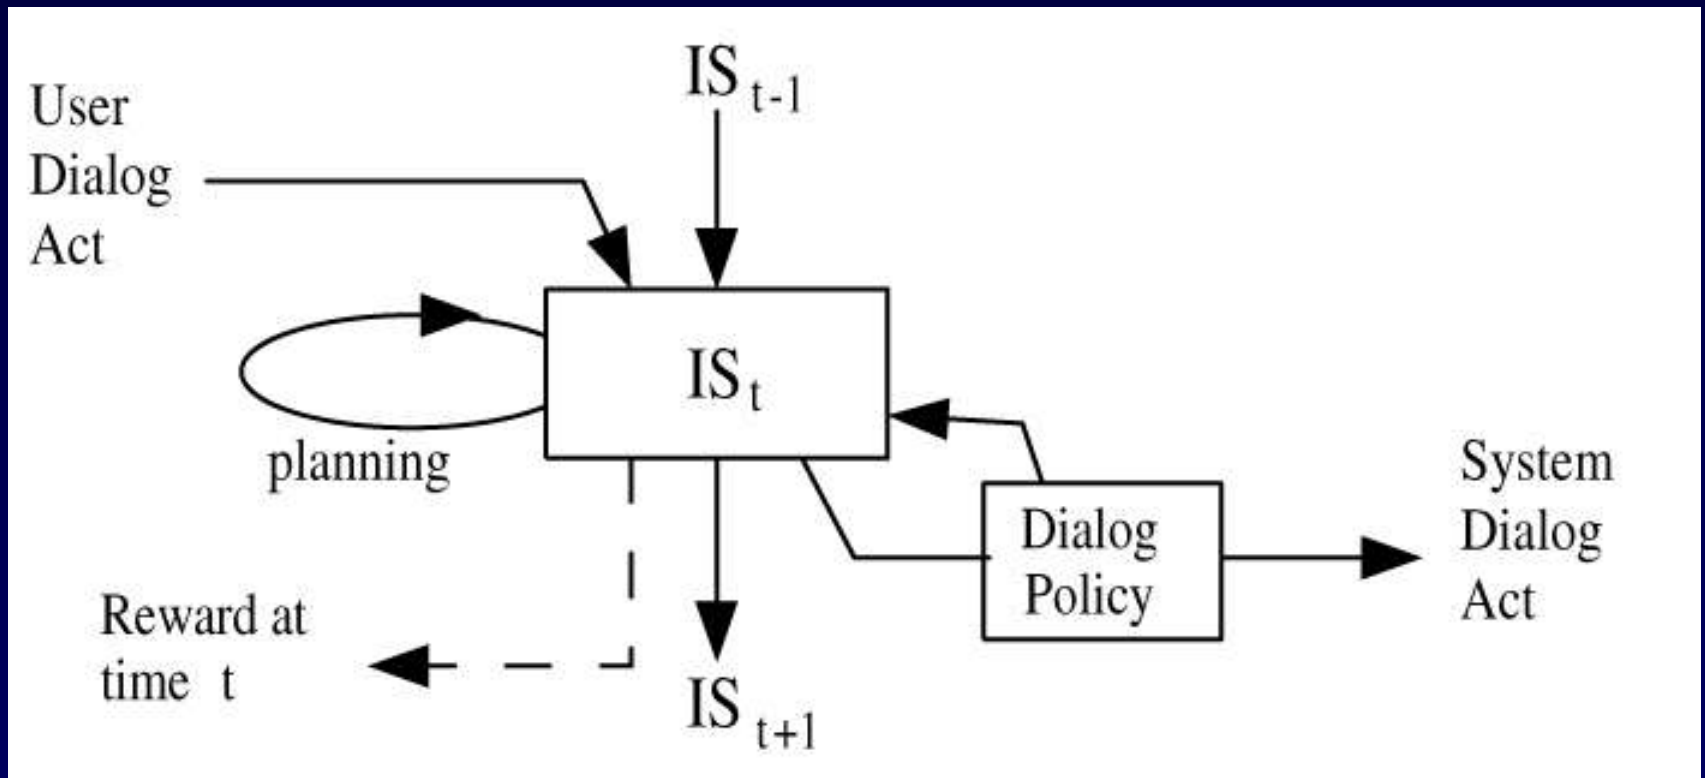 User
Dialog
Act
IS t-1
IS t
planning
Dialog
Policy
System
Dialog
Act
Reward at
time t
IS t+1